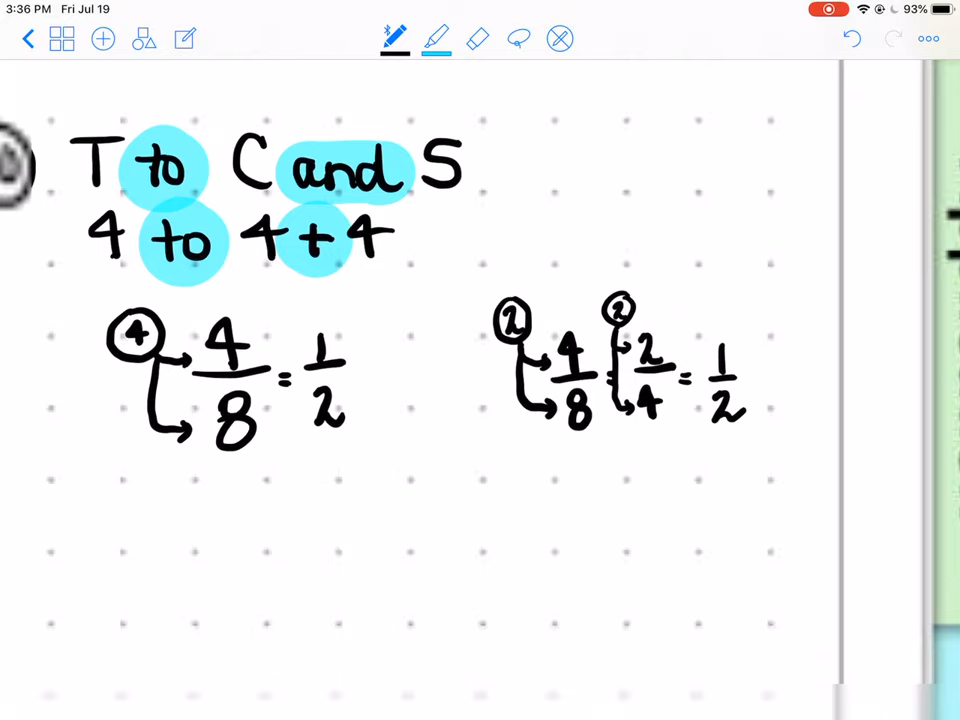 3:36 PM Fri Jul 19
93%
T to C and S
4 to 4 + 4
4 4/8 = 1/2
2 4/8 = 2 2/4 = 1/2